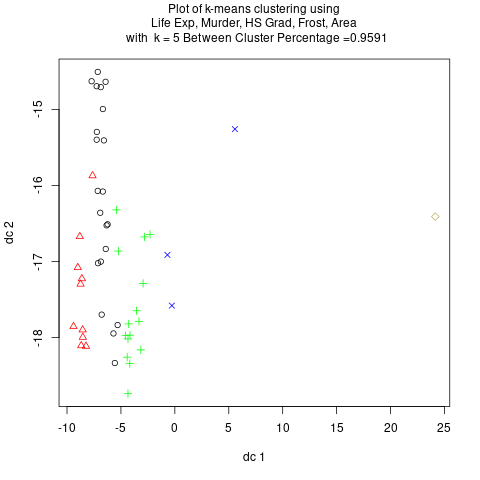 Plot of k-means clustering using
Life Exp, Murder, HS Grad, Frost, Area
with k = 5 Between Cluster Percentage =0.9591
-15
-16
-17
-18
dc 2
-10 -5 0 5 10 15 20 25
dc 1